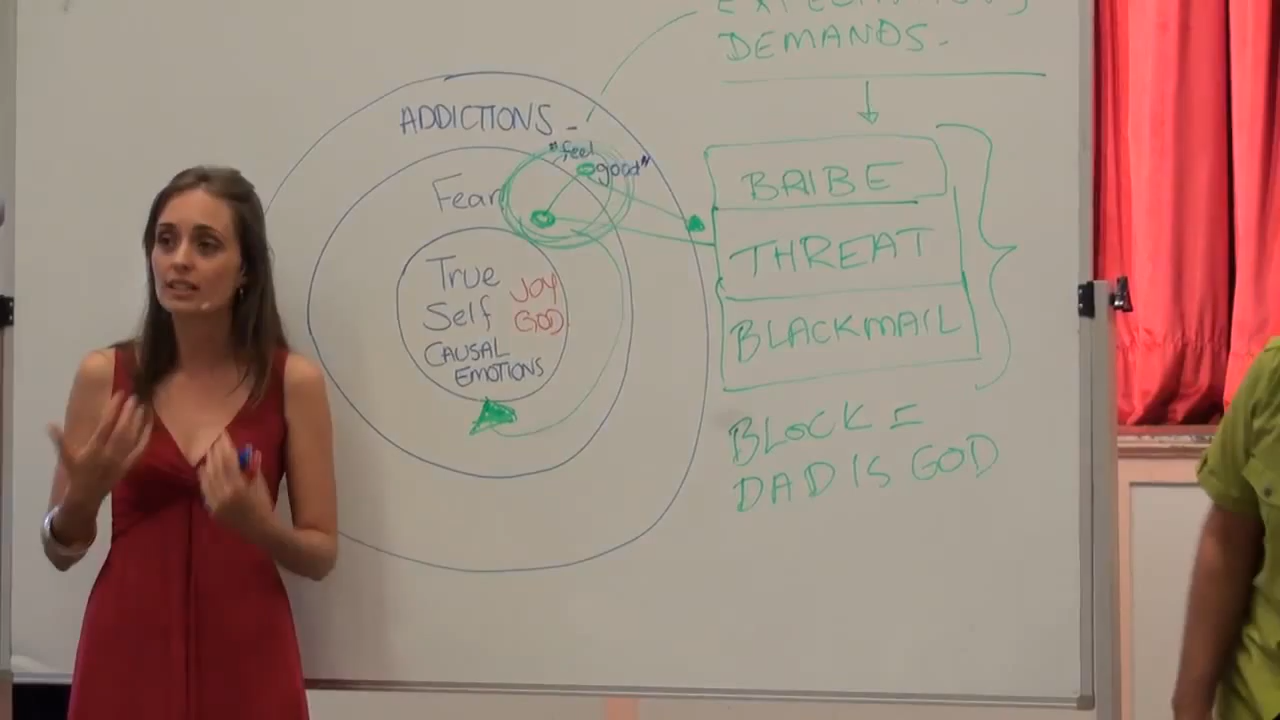 DEMANDS.
ADDICTIONS -
"feel
good"
Fear
True
Self
JOY
GOD
CAUSAL
EMOTIONS
BRIBE
THREAT
BLACKMAIL
BLOCK =
DAD IS GOD